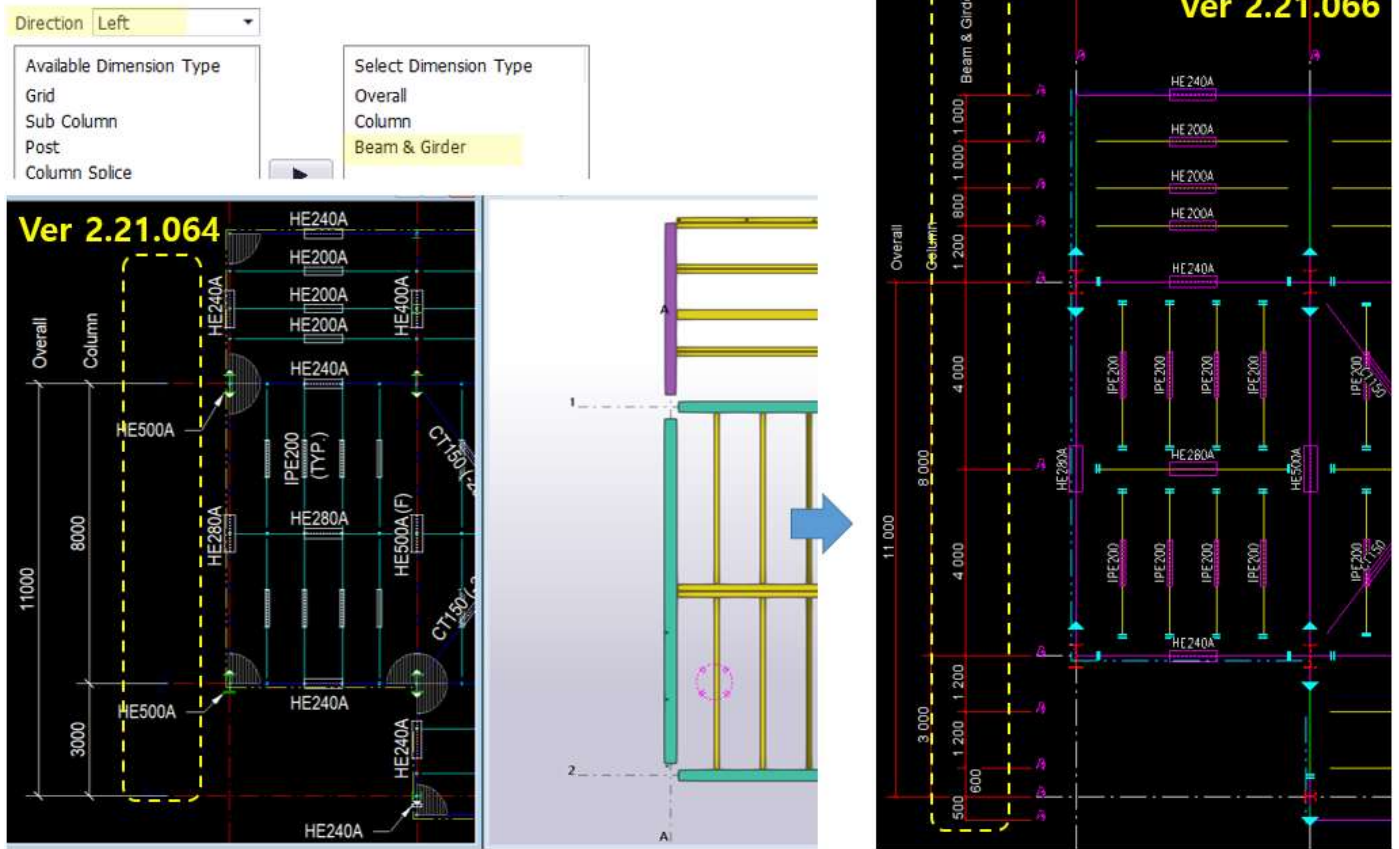 Direction Left
Available Dimension Type
Grid
Sub Column
Post
Column Splice
Select Dimension Type
Overall
Column
Beam & Girder
Ver 2.21.064
Overall
Column
11000
8000
3000
HE240A
HE200A
HE200A
HE200A
HE240A
HE240A
HE400A
HE500A
IPE200
(TYP.)
CT150
HE280A
HE280A
HE500A(F)
CT150
HE500A
HE240A
HE240A
HE240A
A
1
2
A
Ver 2.21.066
Overall
Column
Beam & Girde
1 000
1 000
800
1 200
4 000
4 000
1 200
1 200
600
500
8 000
3 000
11 000
HE240A
HE200A
HE200A
HE200A
HE240A
IPE200
IPE200
IPE200
IPE200
IPE200
CT150
HE280A
HE280A
HE500A
IPE200
IPE200
IPE200
IPE200
IPE200
CT150
HE240A